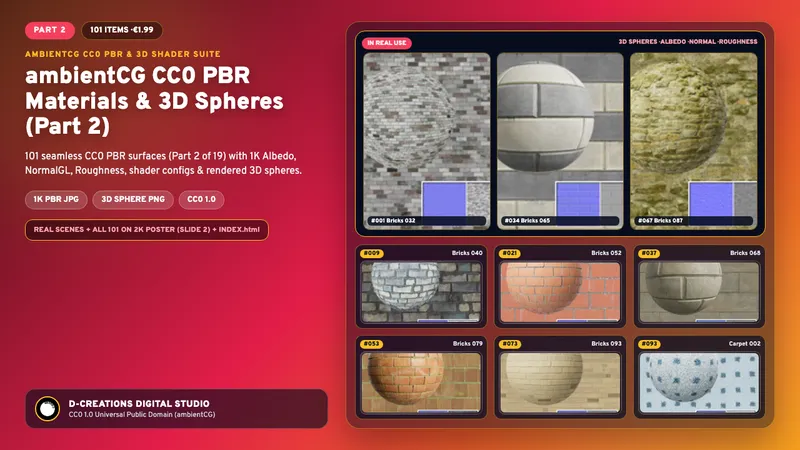 PART 2
101 ITEMS ·€1.99
AMBIENTCG CC0 PBR & 3D SHADER SUITE
ambientCG CC0 PBR
Materials & 3D Spheres
(Part 2)
101 seamless CC0 PBR surfaces (Part 2 of 19) with 1K Albedo,
NormalGL, Roughness, shader configs & rendered 3D spheres.
1K PBR JPG
3D SPHERE PNG
CC0 1.0
REAL SCENES + ALL 101 ON 2K POSTER (SLIDE 2) + INDEX.html
D-CREATIONS DIGITAL STUDIO
CC0 1.0 Universal Public Domain (ambientCG)
IN REAL USE
3D SPHERES ·ALBEDO ·NORMAL ·ROUGHNESS
#001 Bricks 032
#034 Bricks 065
#067 Bricks 087
#009
Bricks 040
#021
Bricks 052
#037
Bricks 068
#053
Bricks 079
#073
Bricks 093
#093
Carpet 002